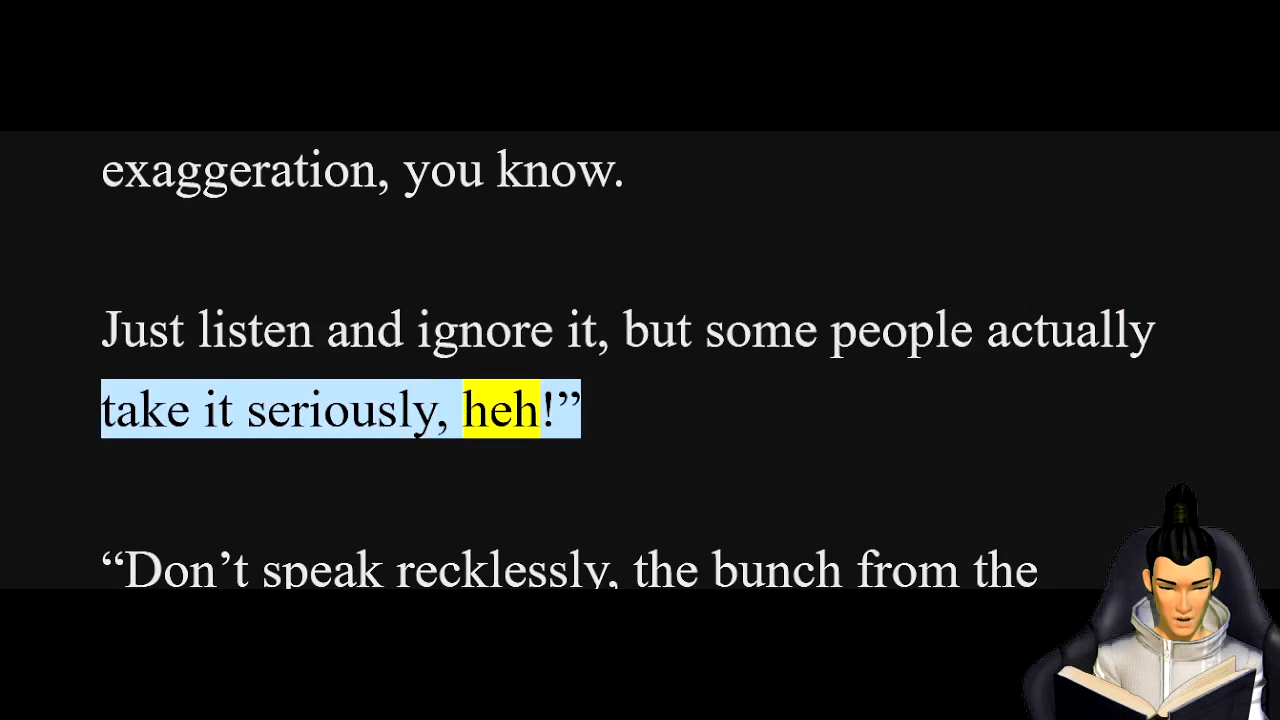 exaggeration, you know.
Just listen and ignore it, but some people actually
take it seriously, heh!”
“Don’t speak recklessly, the bunch from the